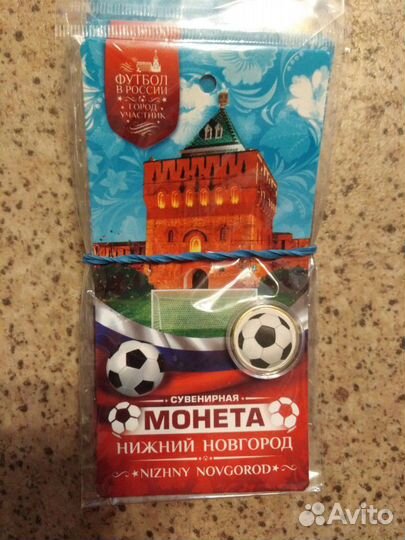 ФУТБОЛ
В РОССИИ
ГОРОД
УЧАСТНИК
СУВЕНИРНАЯ
МОНЕТА
НИЖНИЙ НОВГОРОД
NIZHNY NOVGOROD
Avito